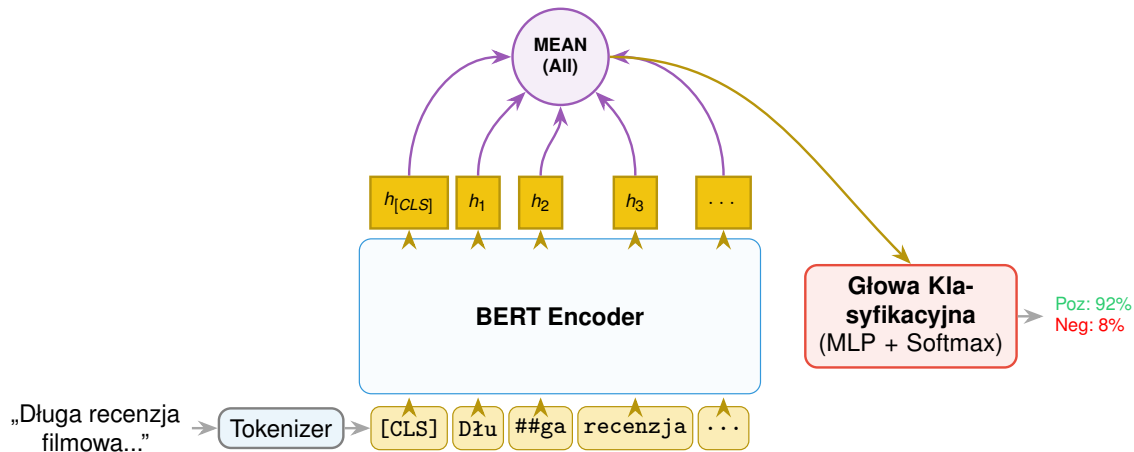 MEAN
(All)
h[CLS]
h1
h2
h3
...
BERT Encoder
Głowa Kla-
syfikacyjna
(MLP + Softmax)
Poz: 92%
Neg: 8%
„Długa recenzja
filmowa...”
Tokenizer
[CLS]
Dłu
##ga
recenzja
...